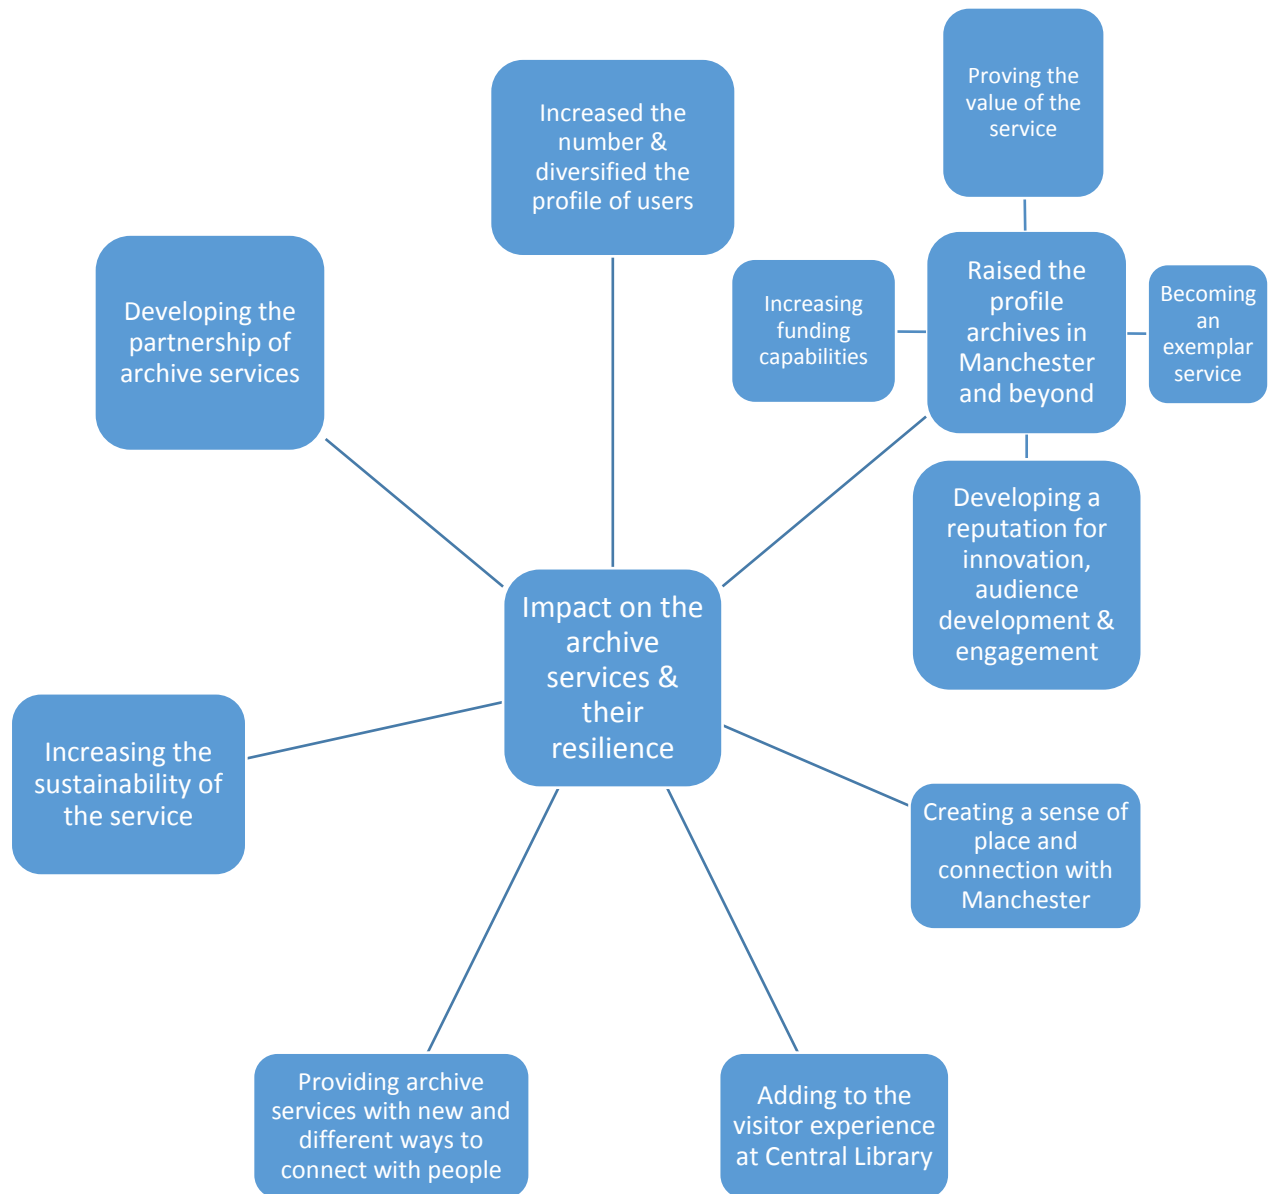 Proving the
value of the
service
Increased the
number &
diversified the
profile of users
Developing the
partnership of
archive services
Increasing
funding
capabilities
Raised the
profile
archives in
Manchester
and beyond
Becoming
an
exemplar
service
Developing a
reputation for
innovation,
audience
development &
engagement
Impact on the
archive
services &
their
resilience
Increasing the
sustainability of
the service
Creating a sense of
place and
connection with
Manchester
Providing archive
services with new and
different ways to
connect with people
Adding to the
visitor experience
at Central Library